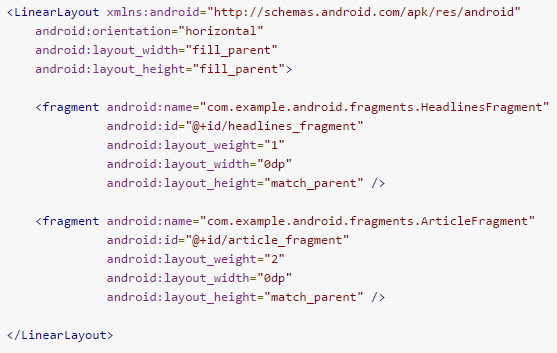 <LinearLayout xmlns:android="http://schemas.android.com/apk/res/android"
    android:orientation="horizontal"
    android:layout_width="fill_parent"
    android:layout_height="fill_parent">

    <fragment android:name="com.example.android.fragments.HeadlinesFragment"
              android:id="@+id/headlines_fragment"
              android:layout_weight="1"
              android:layout_width="0dp"
              android:layout_height="match_parent" />

    <fragment android:name="com.example.android.fragments.ArticleFragment"
              android:id="@+id/article_fragment"
              android:layout_weight="2"
              android:layout_width="0dp"
              android:layout_height="match_parent" />

</LinearLayout>